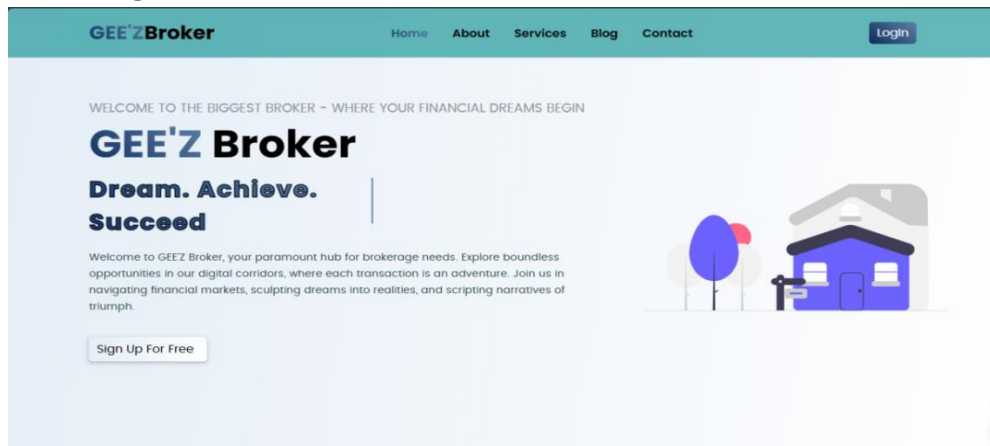 GEE'ZBroker
Home About Services Blog Contact
LogIn
WELCOME TO THE BIGGEST BROKER - WHERE YOUR FINANCIAL DREAMS BEGIN
GEE'Z Broker
Dream. Achieve.
Succeed
Welcome to GEE'Z Broker, your paramount hub for brokerage needs. Explore boundless
opportunities in our digital corridors, where each transaction is an adventure. Join us in
navigating financial markets, sculpting dreams into realities, and scripting narratives of
triumph.
Sign Up For Free